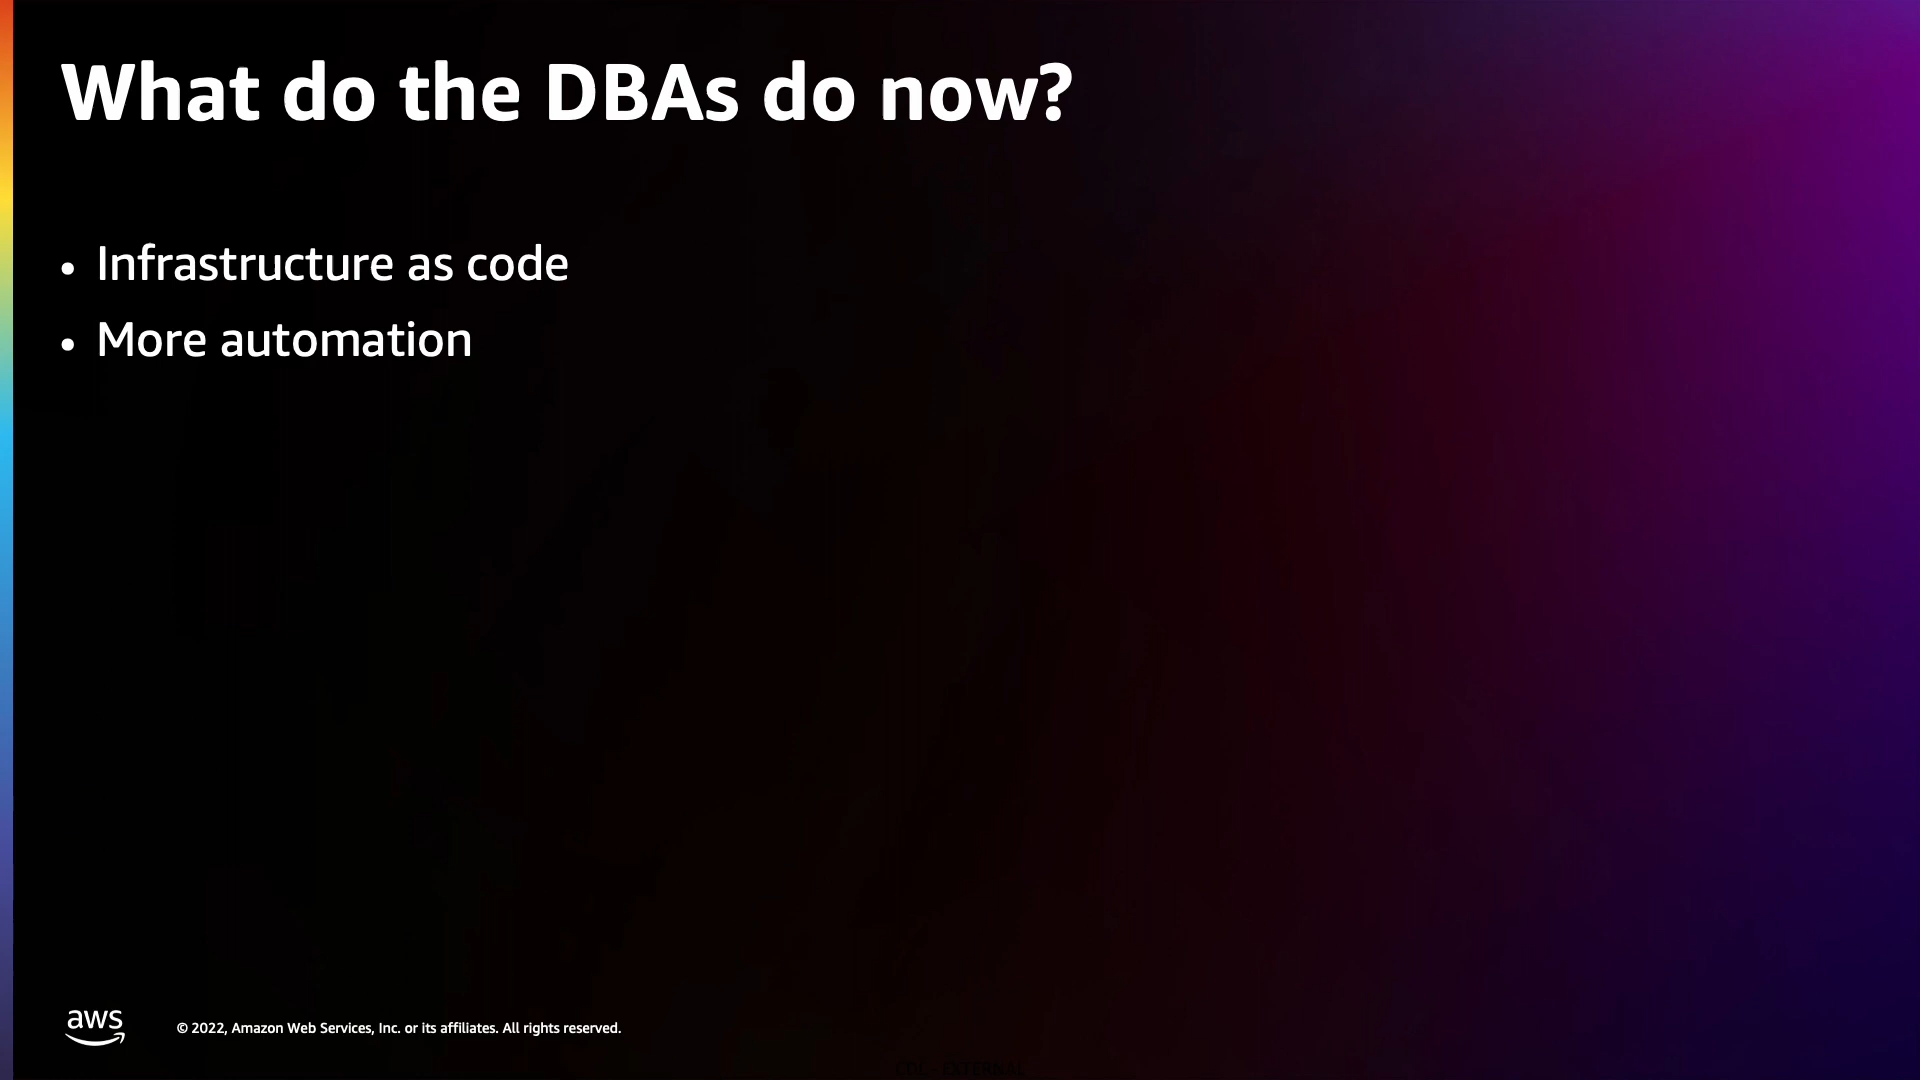 What do the DBAs do now?
• Infrastructure as code
• More automation
aws
© 2022, Amazon Web Services, Inc. or its affiliates. All rights reserved.